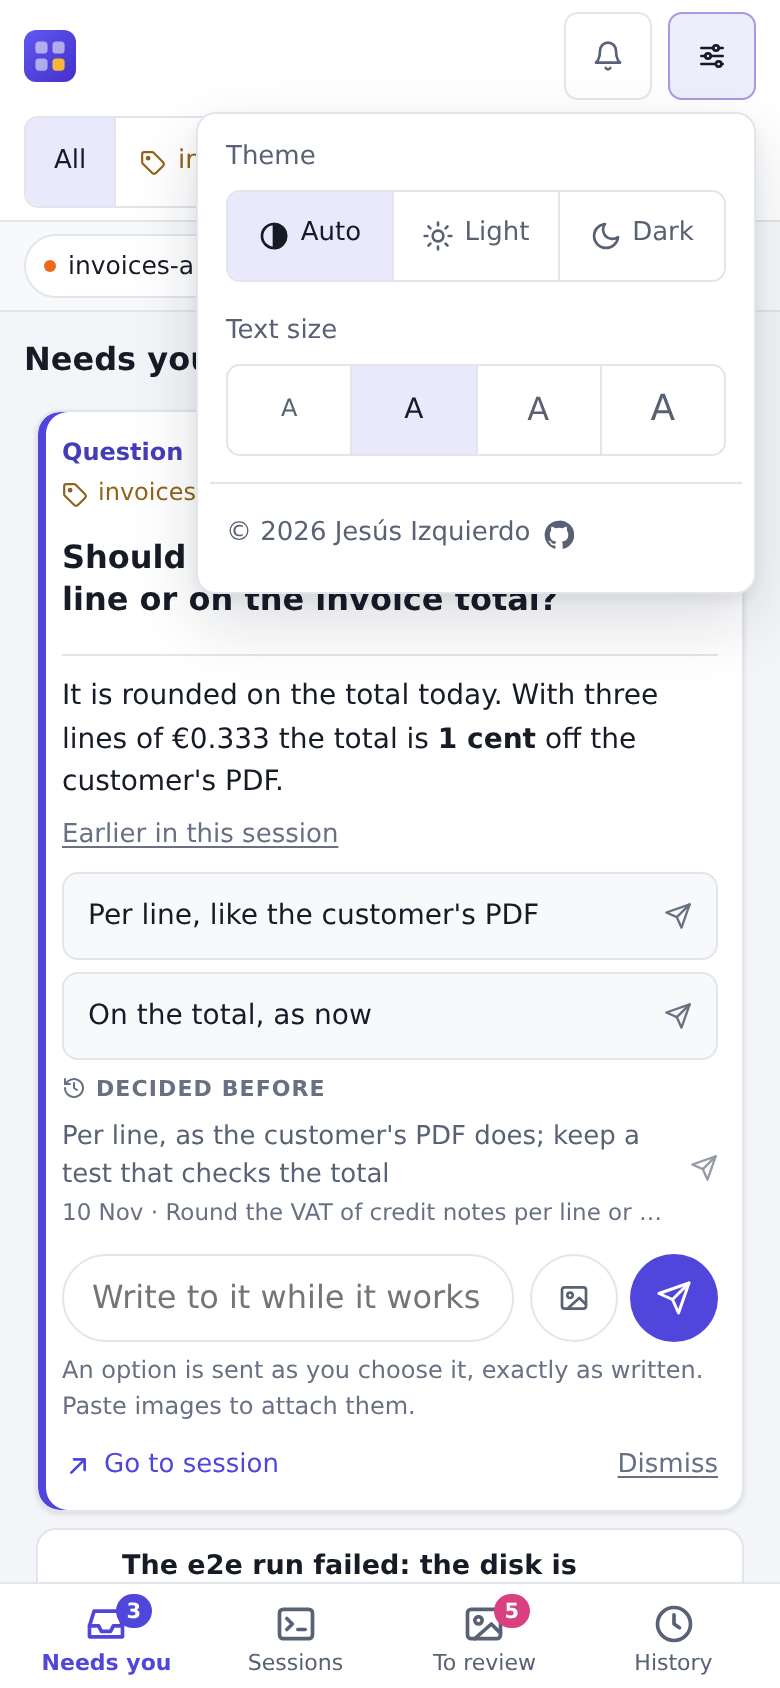 All
Theme
Auto
Light
Dark
invoices-a
Text size
A
A
A
A
Needs you
Question
invoices
© 2026 Jesús Izquierdo
Should
line or on the invoice total?
It is rounded on the total today. With three
lines of €0.333 the total is 1 cent off the
customer's PDF.
Earlier in this session
Per line, like the customer's PDF
On the total, as now
DECIDED BEFORE
Per line, as the customer's PDF does; keep a
test that checks the total
10 Nov · Round the VAT of credit notes per line or ...
Write to it while it works
An option is sent as you choose it, exactly as written.
Paste images to attach them.
Go to session
Dismiss
The e2e run failed: the disk is
3
5
Needs you
Sessions
To review
History